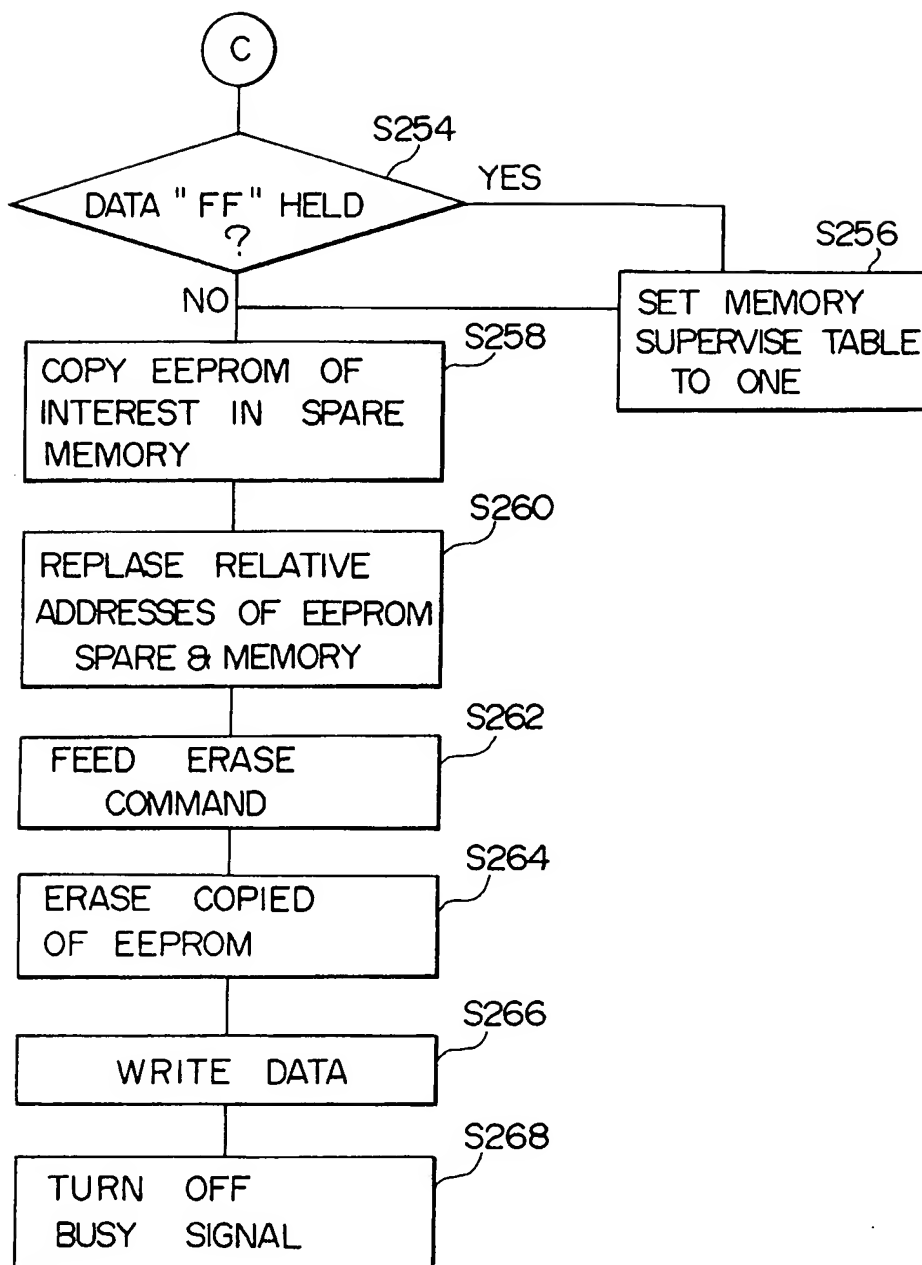 C
S254
DATA "FF" HELD
?
YES
S256
SET MEMORY
SUPERVISE TABLE
TO ONE
NO
S258
COPY EEPROM OF
INTEREST IN SPARE
MEMORY
S260
REPLASE RELATIVE
ADDRESSES OF EEPROM
SPARE & MEMORY
S262
FEED ERASE
COMMAND
S264
ERASE COPIED
OF EEPROM
S266
WRITE DATA
S268
TURN OFF
BUSY SIGNAL